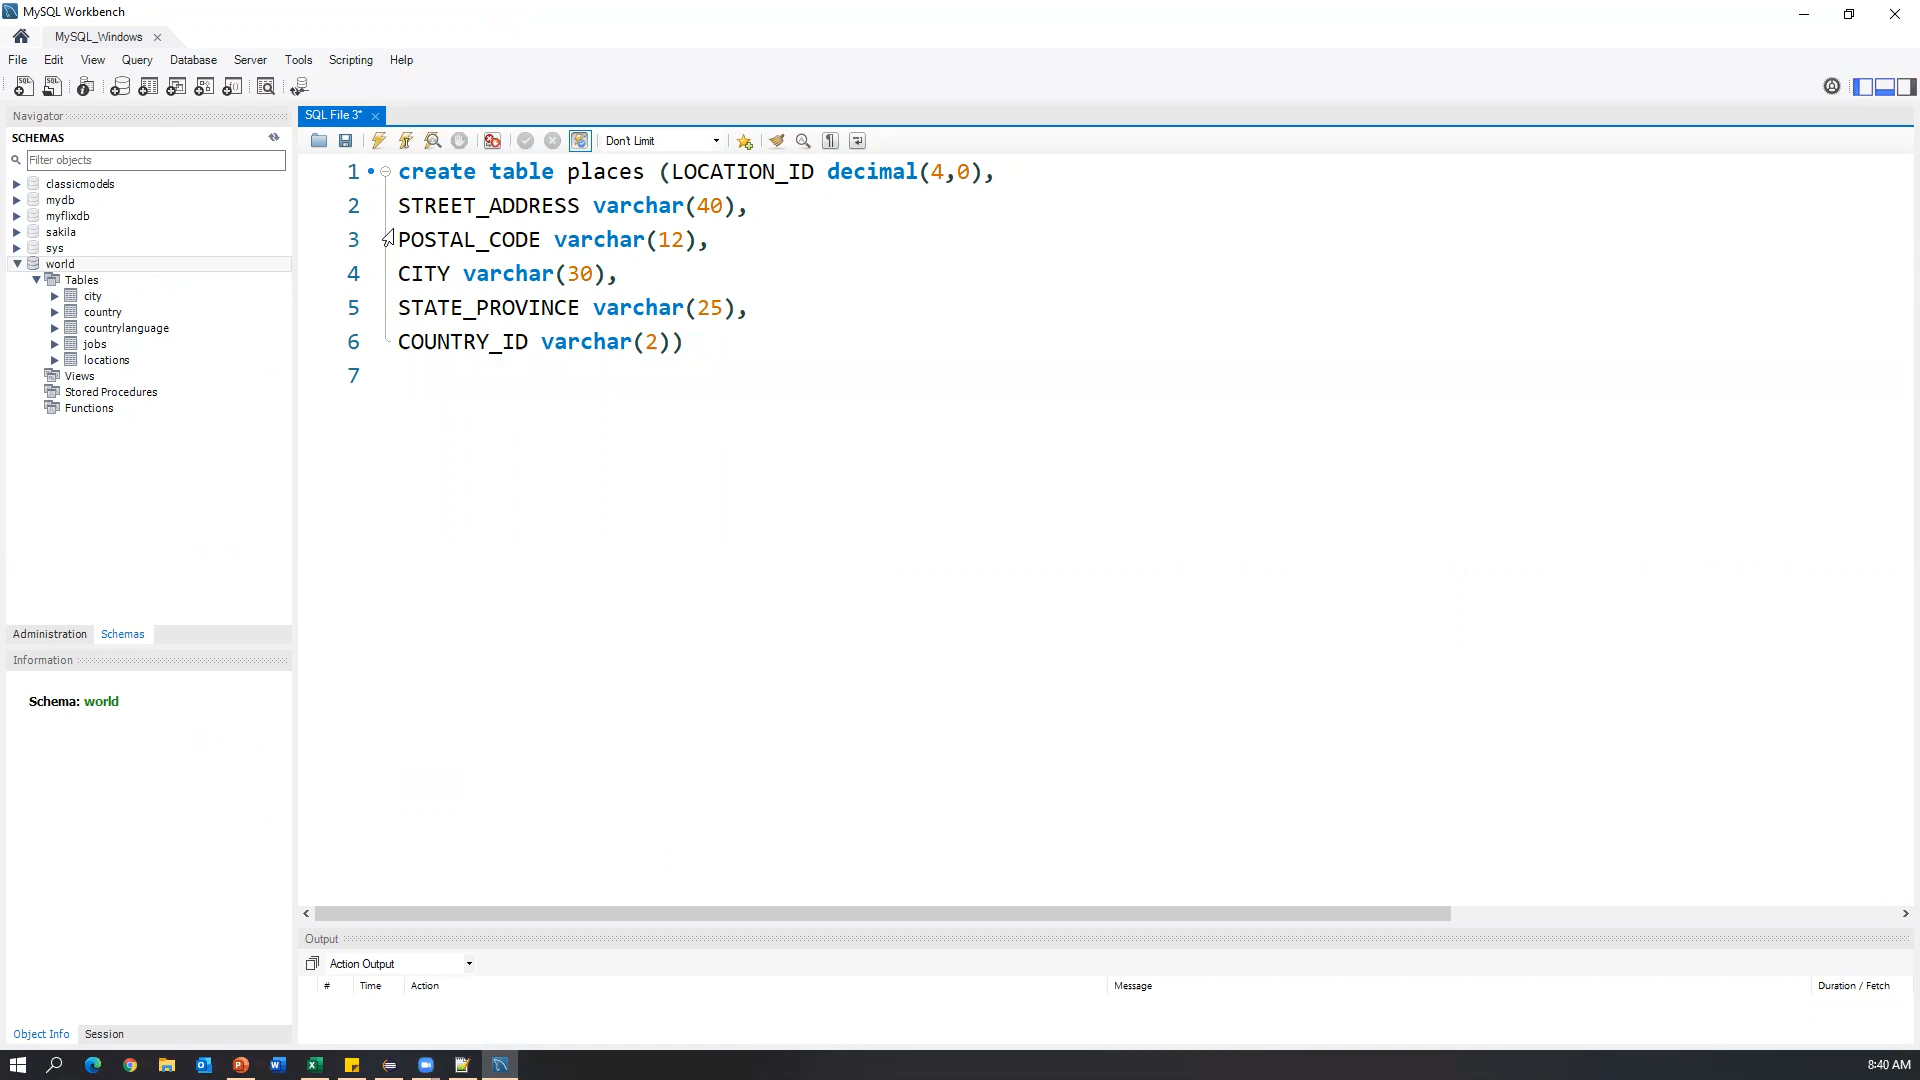 MySQL Workbench
MySQL_Windows
File Edit View Query Database Server Tools Scripting Help
Navigator
SCHEMAS
Filter objects
classicmodels
mydb
myflixdb
sakila
sys
world
Tables
city
country
countrylanguage
jobs
locations
Views
Stored Procedures
Functions
Administration Schemas
Information
Schema: world
Object Info Session
SQL File 3*
Don't Limit
1 create table places (LOCATION_ID decimal(4,0),
2 STREET_ADDRESS varchar(40),
3 POSTAL_CODE varchar(12),
4 CITY varchar(30),
5 STATE_PROVINCE varchar(25),
6 COUNTRY_ID varchar(2))
7
Output
Action Output
# Time Action Message Duration / Fetch
8:40 AM